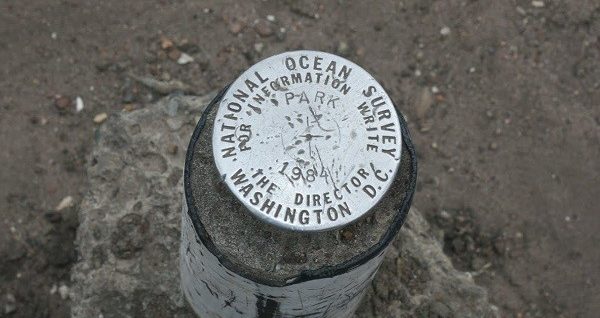 NATIONAL OCEAN SURVEY
FOR INFORMATION WRITE
PARK
1984
THE DIRECTOR
WASHINGTON D.C.